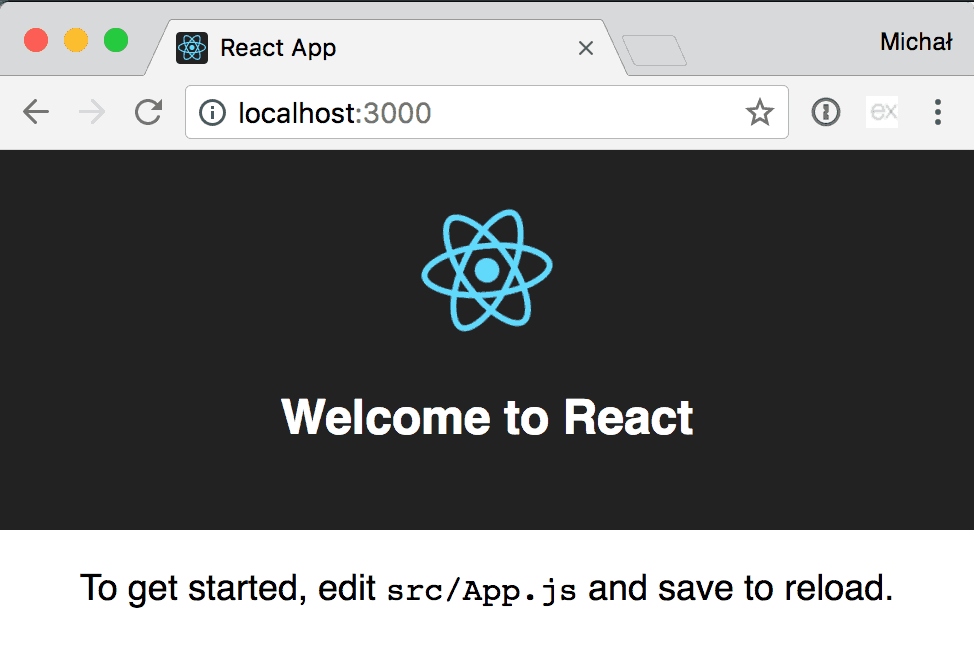 React App
Michał
localhost:3000
ex
Welcome to React
To get started, edit src/App.js and save to reload.